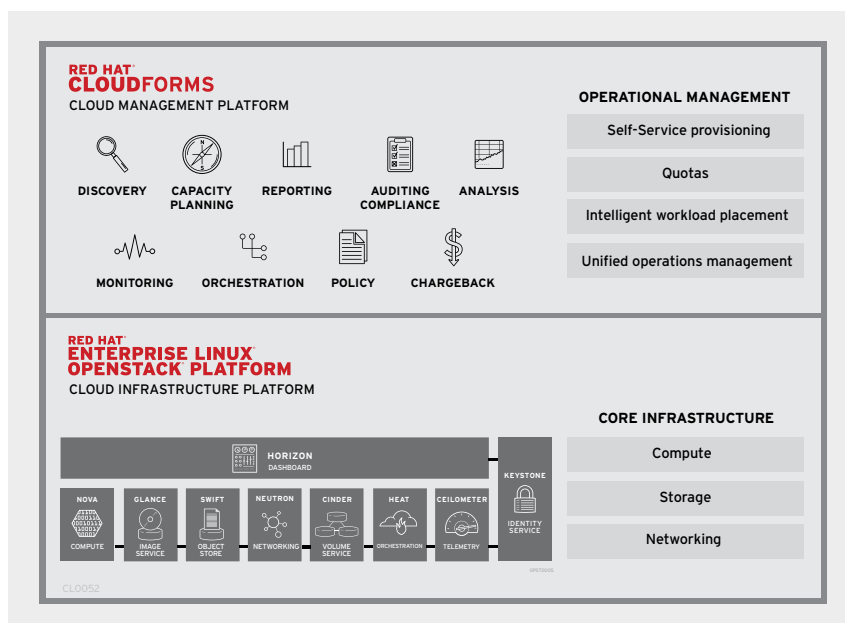 RED HAT®
CLOUDFORMS
CLOUD MANAGEMENT PLATFORM
N
S
DISCOVERY
CAPACITY
PLANNING
REPORTING
AUDITING
COMPLIANCE
ANALYSIS
MONITORING
ORCHESTRATION
POLICY
CHARGEBACK
OPERATIONAL MANAGEMENT
Self-Service provisioning
Quotas
Intelligent workload placement
Unified operations management
RED HAT®
ENTERPRISE LINUX®
OPENSTACK® PLATFORM
CLOUD INFRASTRUCTURE PLATFORM
HORIZON
DASHBOARD
NOVA
COMPUTE
GLANCE
IMAGE
SERVICE
SWIFT
OBJECT
STORE
NEUTRON
NETWORKING
CINDER
VOLUME
SERVICE
HEAT
ORCHESTRATION
CEILOMETER
TELEMETRY
KEYSTONE
IDENTITY
SERVICE
CORE INFRASTRUCTURE
Compute
Storage
Networking
CL0052